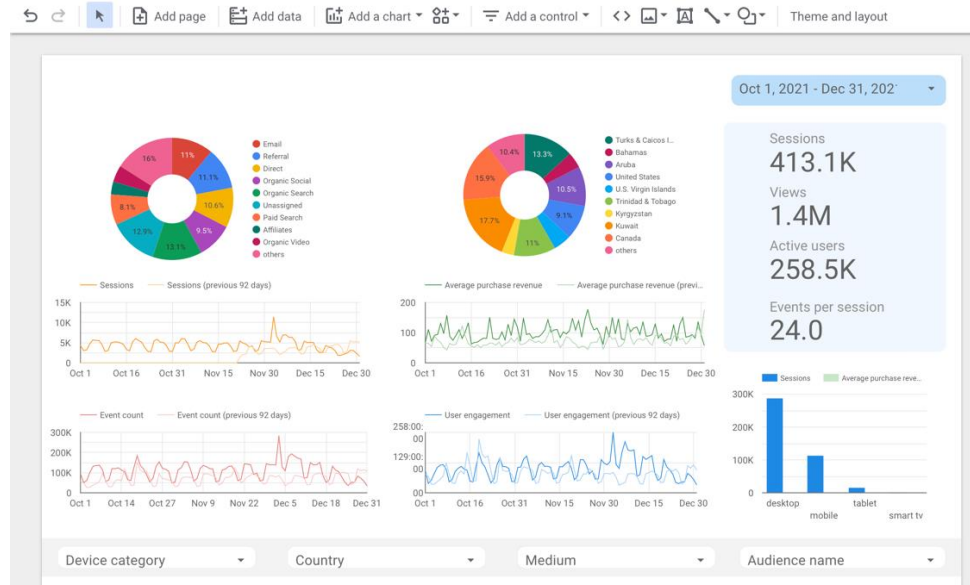 Add page
Add data
Add a chart
Add a control
Theme and layout
Oct 1, 2021 - Dec 31, 202
11%
11.1%
10.6%
9.5%
13.1%
12.9%
8.1%
16%
Email
Referral
Direct
Organic Social
Organic Search
Unassigned
Paid Search
Affiliates
Organic Video
others
13.3%
10.5%
9.1%
11%
17.7%
15.9%
10.4%
Turks & Caicos I...
Bahamas
Aruba
United States
U.S. Virgin Islands
Trinidad & Tobago
Kyrgyzstan
Kuwait
Canada
others
Sessions
413.1K
Views
1.4M
Active users
258.5K
Events per session
24.0
Sessions Sessions (previous 92 days)
15K
10K
5K
0
Oct 1 Oct 16 Oct 31 Nov 15 Nov 30 Dec 15 Dec 30
Average purchase revenue Average purchase revenue (previ...
200
100
0
Oct 1 Oct 16 Oct 31 Nov 15 Nov 30 Dec 15 Dec 30
Event count Event count (previous 92 days)
300K
200K
100K
0
Oct 1 Oct 14 Oct 27 Nov 9 Nov 22 Dec 5 Dec 18 Dec 31
User engagement User engagement (previous 92 days)
258:00:
00
129:00:
00
00
Oct 1 Oct 16 Oct 31 Nov 15 Nov 30 Dec 15 Dec 30
Sessions Average purchase reve...
300K
200K
100K
0
desktop mobile tablet smart tv
Device category
Country
Medium
Audience name